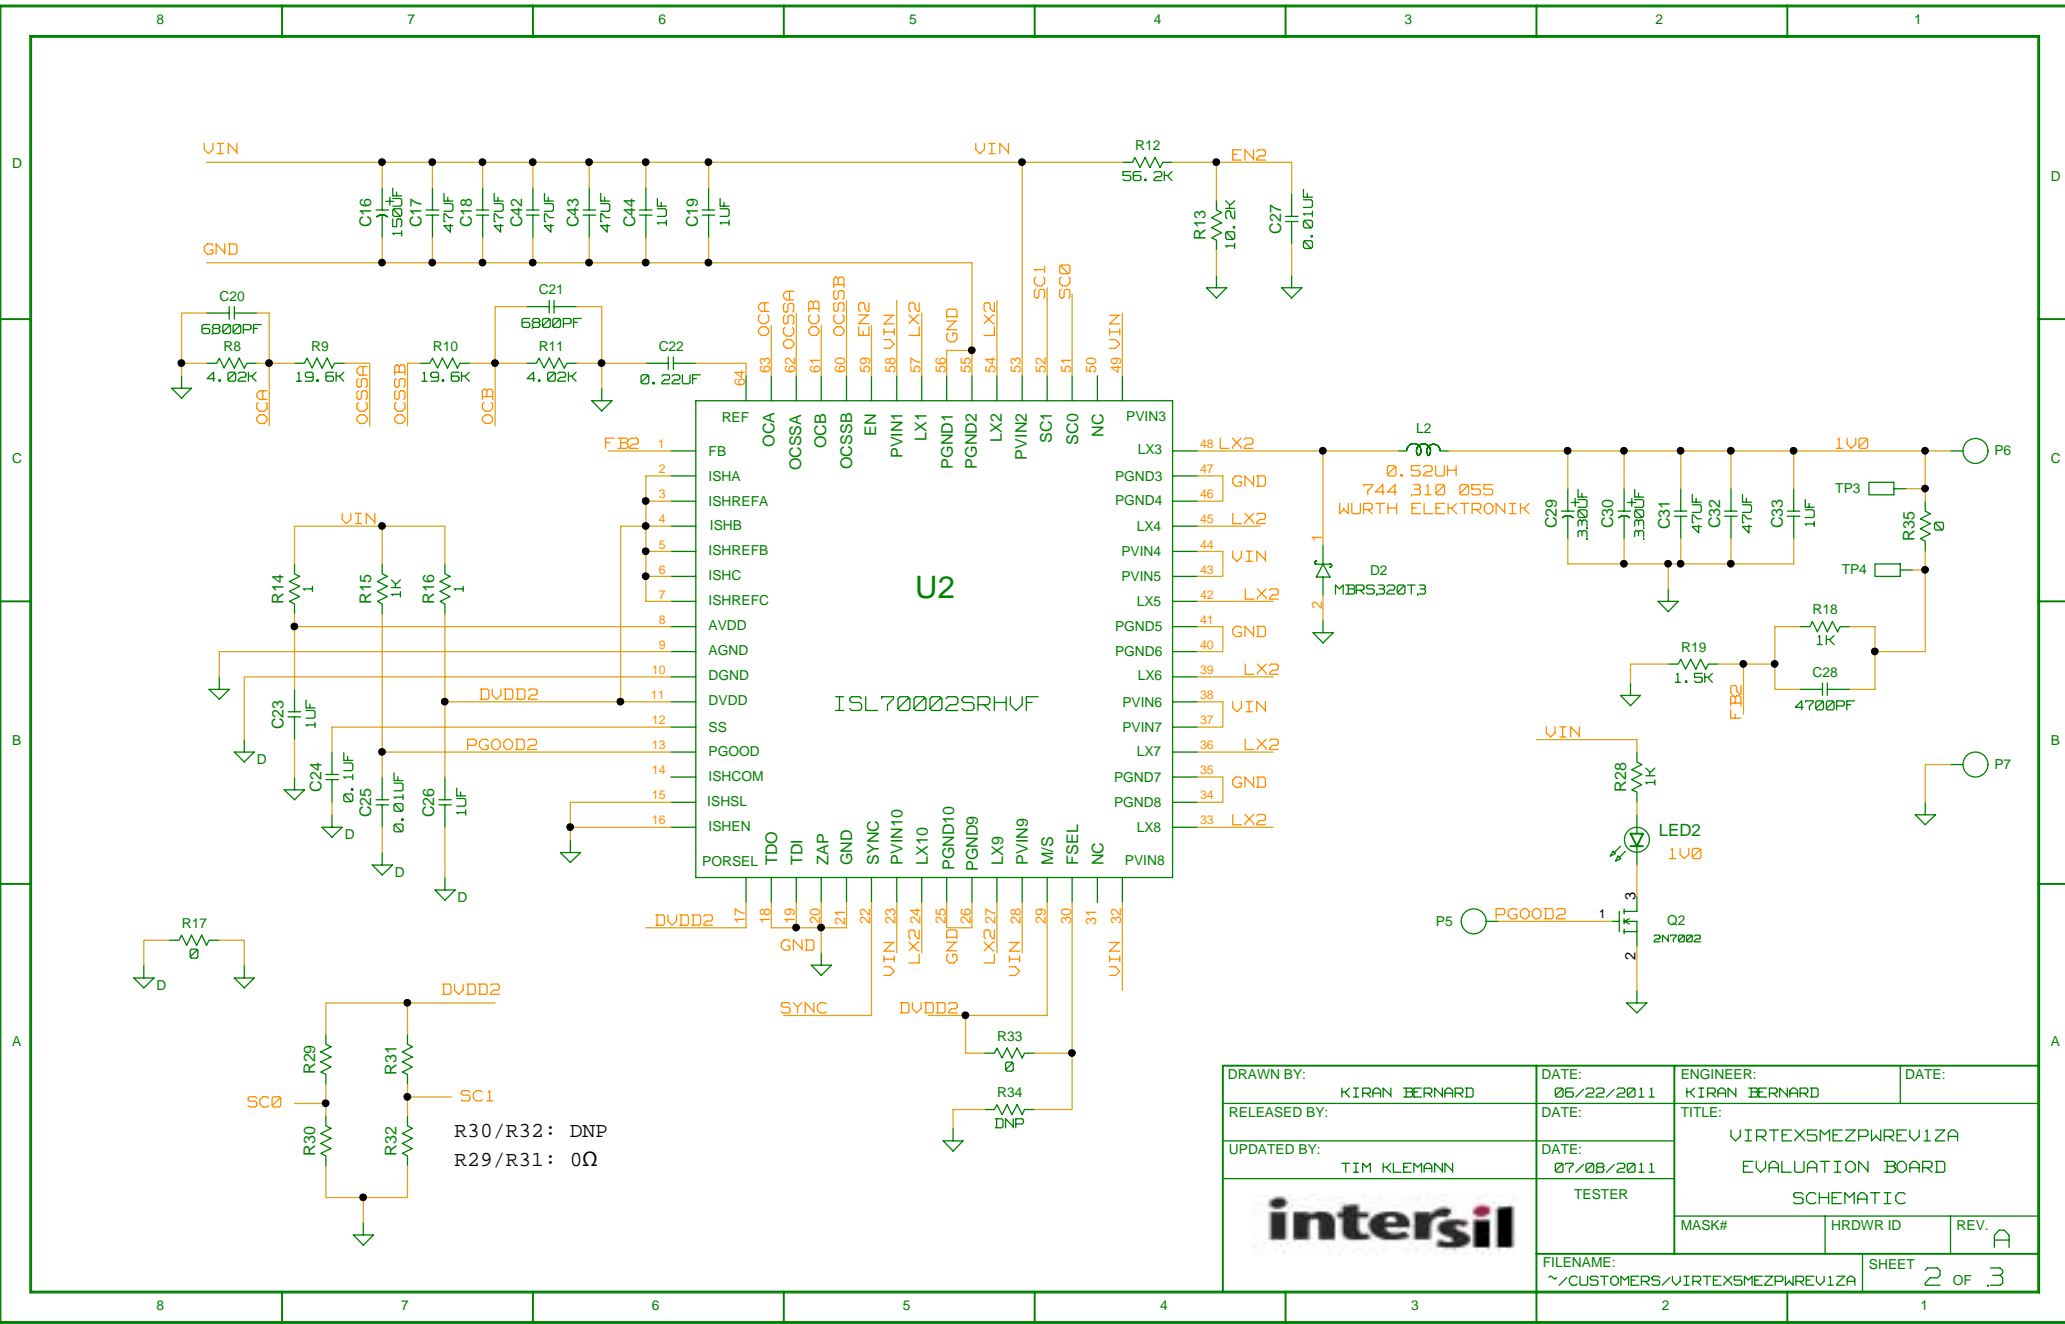 8 7 6 5 4 3 2 1
D
D
C
C
B
B
A
A
VIN
VIN
GND
C16
150UF
C17
47UF
C18
47UF
C42
47UF
C43
47UF
C44
1UF
C19
1UF
R12
56.2K
EN2
R13
10.2K
C27
0.01UF
C20
6800PF
R8
4.02K
R9
19.6K
OCA
OCSSA
R10
19.6K
OCSSB
OCB
C21
6800PF
R11
4.02K
C22
0.22UF
OCA
OCSSA
OCB
OCSSB
EN2
VIN
LX2
GND
LX2
SC1
SC0
VIN
64 63 62 61 60 59 58 57 56 55 54 53 52 51 50 49
REF
OCA
OCSSA
OCB
OCSSB
EN
PVIN1
LX1
PGND1
PGND2
LX2
PVIN2
SC1
SC0
NC
PVIN3
FB2
1 FB
2 ISHA
3 ISHREFA
4 ISHB
5 ISHREFB
6 ISHC
7 ISHREFC
8 AVDD
9 AGND
10 DGND
DVDD2 11 DVDD
12 SS
PGOOD2 13 PGOOD
14 ISHCOM
15 ISHSL
16 ISHEN
U2
ISL70002SRHVF
LX3 48 LX2
PGND3 47
GND
PGND4 46
LX4 45 LX2
PVIN4 44
VIN
PVIN5 43
LX5 42 LX2
PGND5 41
GND
PGND6 40
LX6 39 LX2
PVIN6 38
VIN
PVIN7 37
LX7 36 LX2
PGND7 35
GND
PGND8 34
LX8 33 LX2
PORSEL
TDO
TDI
ZAP
GND
SYNC
PVIN10
LX10
PGND10
PGND9
LX9
PVIN9
M/S
FSEL
NC
PVIN8
17 18 19 20 21 22 23 24 25 26 27 28 29 30 31 32
DVDD2
GND
VIN
LX2
GND
LX2
VIN
VIN
SYNC
DVDD2
R33
0
R34
DNP
VIN
R14
1
R15
1K
R16
1
C23
1UF
C24
0.1UF
C25
0.01UF
C26
1UF
D
D
D
D
R17
0
D
DVDD2
R29
R31
SC0
SC1
R30
R32
R30/R32: DNP
R29/R31: 0Ω
L2
0.52UH
744 310 055
WURTH ELEKTRONIK
1
D2
MBRS320T3
2
1V0
P6
C29
330UF
C30
330UF
C31
47UF
C32
47UF
C33
1UF
TP3
R35
0
TP4
R18
1K
R19
1.5K
C28
4700PF
FB2
P7
VIN
R28
1K
LED2
1V0
P5
PGOOD2
1
3
Q2
2N7002
2
DRAWN BY:
KIRAN BERNARD
DATE:
06/22/2011
ENGINEER:
KIRAN BERNARD
DATE:
RELEASED BY:
DATE:
TITLE:
VIRTEX5MEZPWREV1ZA
EVALUATION BOARD
SCHEMATIC
UPDATED BY:
TIM KLEMANN
DATE:
07/08/2011
TESTER
intersil
MASK#
HRDWR ID
REV.
A
FILENAME:
~/CUSTOMERS/VIRTEX5MEZPWREV1ZA
SHEET
2 OF 3
8 7 6 5 4 3 2 1